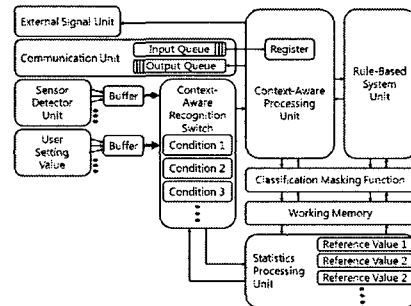 External Signal Unit
Communication Unit
Input Queue
Output Queue
Register
Context-Aware
Processing
Unit
Rule-Based
System
Unit
Sensor
Detector
Unit
Buffer
User
Setting
Value
Buffer
Context-
Aware
Recognition
Switch
Condition 1
Condition 2
Condition 3
Classification Masking Function
Working Memory
Statistics
Processing
Unit
Reference Value 1
Reference Value 2
Reference Value 2